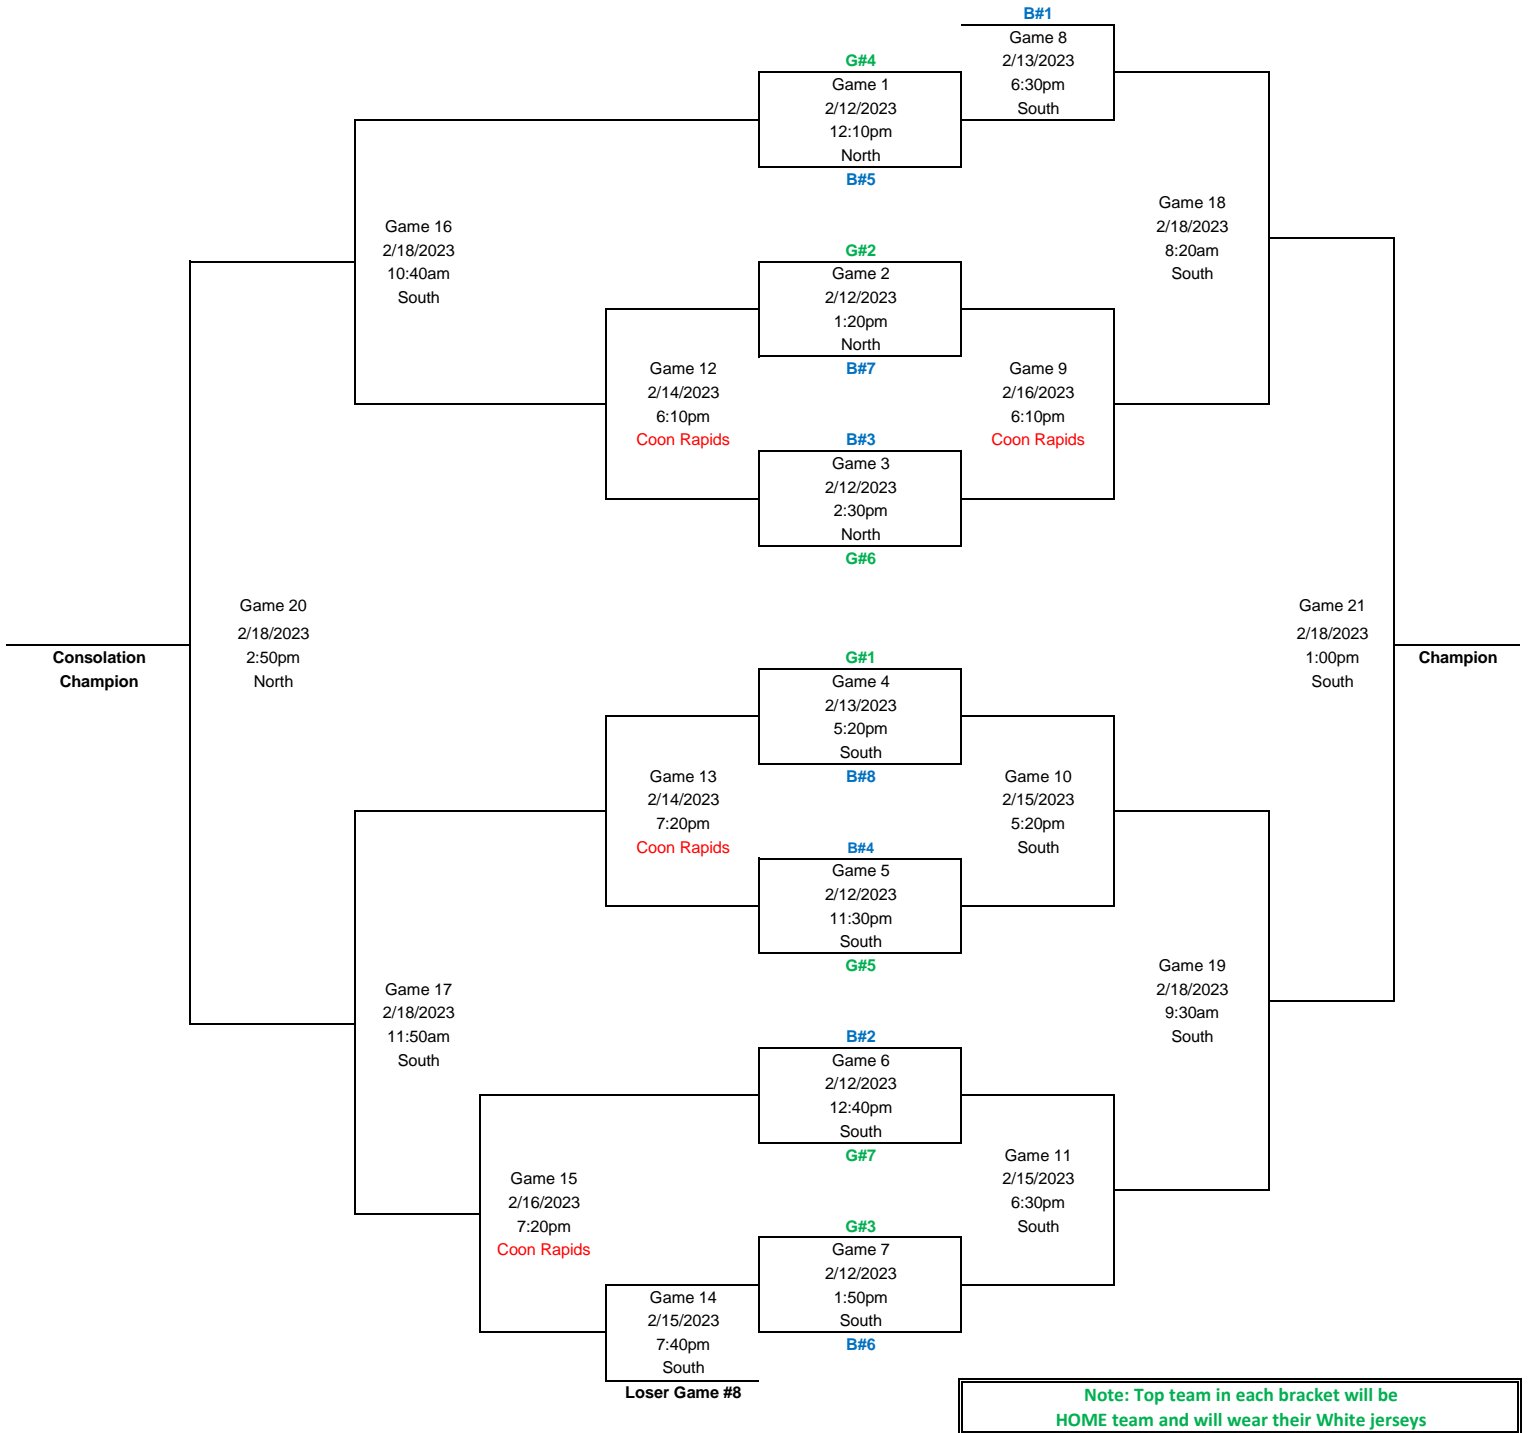 B#1
Game 8
2/13/2023
6:30pm
South
G#4
Game 1
2/12/2023
12:10pm
North
B#5
Game 16
2/18/2023
10:40am
South
G#2
Game 2
2/12/2023
1:20pm
North
B#7
Game 18
2/18/2023
8:20am
South
Game 12
2/14/2023
6:10pm
Coon Rapids
Game 9
2/16/2023
6:10pm
Coon Rapids
B#3
Game 3
2/12/2023
2:30pm
North
G#6
Game 20
2/18/2023
2:50pm
North
Consolation
Champion
Game 21
2/18/2023
1:00pm
South
Champion
G#1
Game 4
2/13/2023
5:20pm
South
B#8
Game 13
2/14/2023
7:20pm
Coon Rapids
Game 10
2/15/2023
5:20pm
South
B#4
Game 5
2/12/2023
11:30pm
South
G#5
Game 17
2/18/2023
11:50am
South
Game 19
2/18/2023
9:30am
South
B#2
Game 6
2/12/2023
12:40pm
South
G#7
Game 15
2/16/2023
7:20pm
Coon Rapids
Game 11
2/15/2023
6:30pm
South
G#3
Game 7
2/12/2023
1:50pm
South
B#6
Game 14
2/15/2023
7:40pm
South
Loser Game #8
Note: Top team in each bracket will be
HOME team and will wear their White jerseys